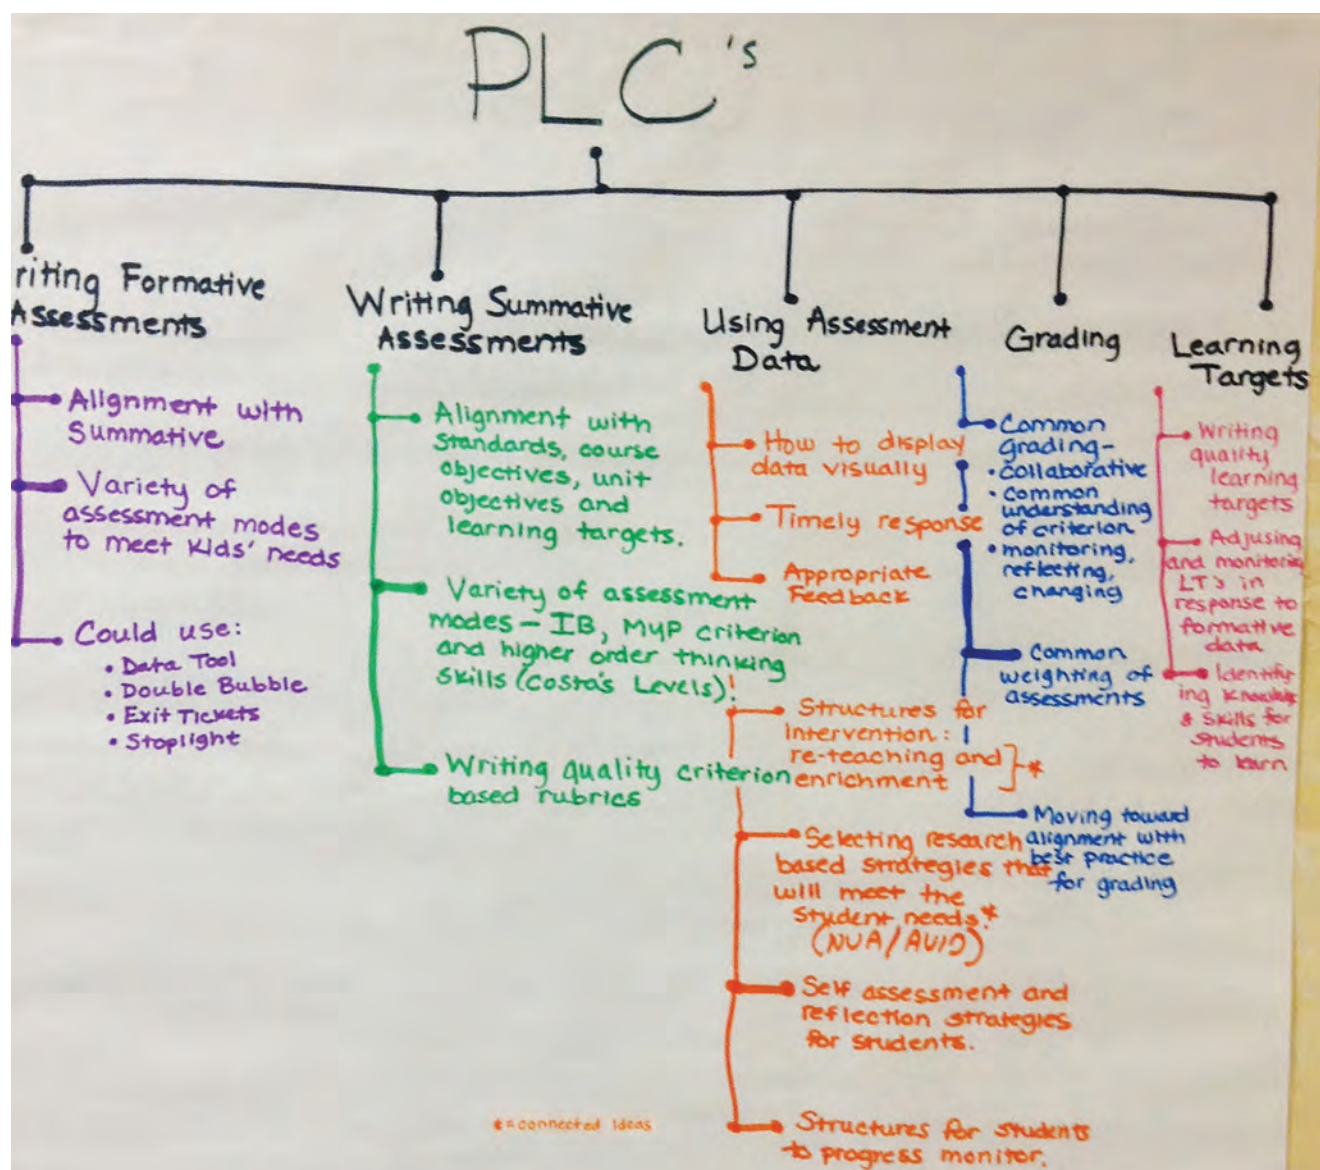 PLC's
riting Formative
Assessments
Alignment with
Summative
Variety of
assessment modes
to meet kids' needs
Could use:
• Data Tool
• Double Bubble
• Exit Tickets
• Stoplight
Writing Summative
Assessments
Alignment with
standards, course
objectives, unit
objectives and
learning targets.
Variety of assessment
modes - IB, MYP criterion
and higher order thinking
skills (Costa's Levels)!
Writing quality criterion
based rubrics
Using Assessment
Data
How to display
data visually
Timely response
Appropriate
Feedback
Structures for
intervention:
re-teaching and
enrichment
*
Selecting research
based strategies that
will meet the
student needs.*
(NUA/AVID)
Self assessment and
reflection strategies
for students.
Structures for students
to progress monitor.
Grading
Common
grading-
• collaborative
• common
understanding
of criterion
• monitoring,
reflecting,
changing
Common
weighting of
assessments
Moving toward
alignment with
best practice
for grading
Learning
Targets
Writing
quality
learning
targets
Adjusing
and monitoring
LT's in
response to
formative
data
Identify
ing
& skills for
students
to learn
*=connected ideas